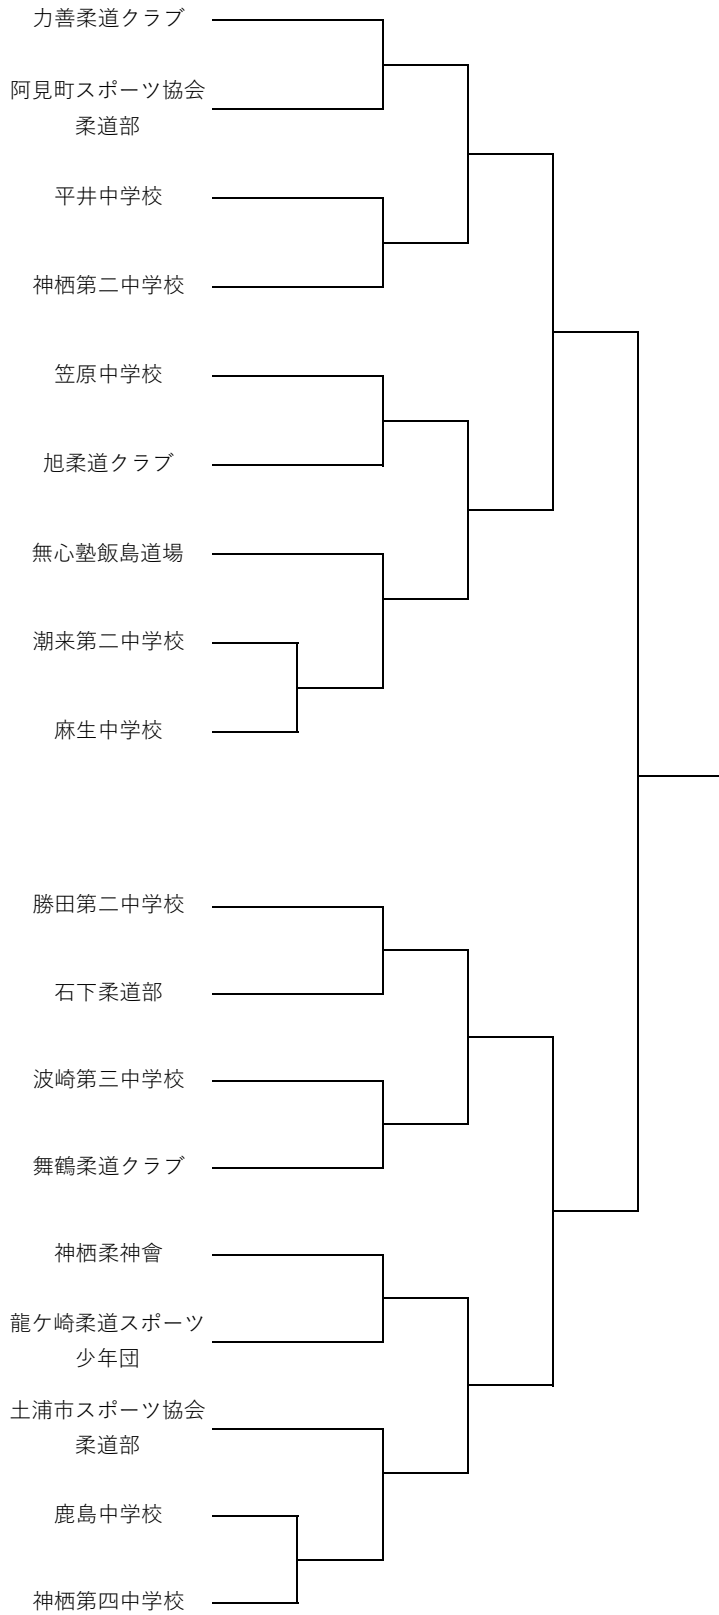 力善柔道クラブ
阿見町スポーツ協会
柔道部
平井中学校
神栖第二中学校
笠原中学校
旭柔道クラブ
無心塾飯島道場
潮来第二中学校
麻生中学校
勝田第二中学校
石下柔道部
波崎第三中学校
舞鶴柔道クラブ
神栖柔神會
龍ケ崎柔道スポーツ
少年団
土浦市スポーツ協会
柔道部
鹿島中学校
神栖第四中学校